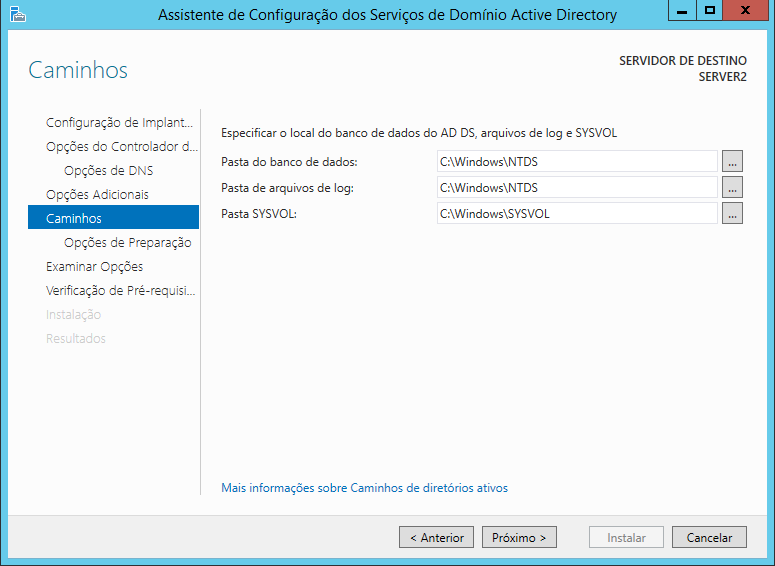 Assistente de Configuração dos Serviços de Domínio Active Directory
Caminhos
SERVIDOR DE DESTINO
SERVER2
Configuração de Implant...
Opções do Controlador d...
Opções de DNS
Opções Adicionais
Caminhos
Opções de Preparação
Examinar Opções
Verificação de Pré-requisi...
Instalação
Resultados
Especificar o local do banco de dados do AD DS, arquivos de log e SYSVOL
Pasta do banco de dados: C:\Windows\NTDS ...
Pasta de arquivos de log: C:\Windows\NTDS ...
Pasta SYSVOL: C:\Windows\SYSVOL ...
Mais informações sobre Caminhos de diretórios ativos
< Anterior Próximo > Instalar Cancelar